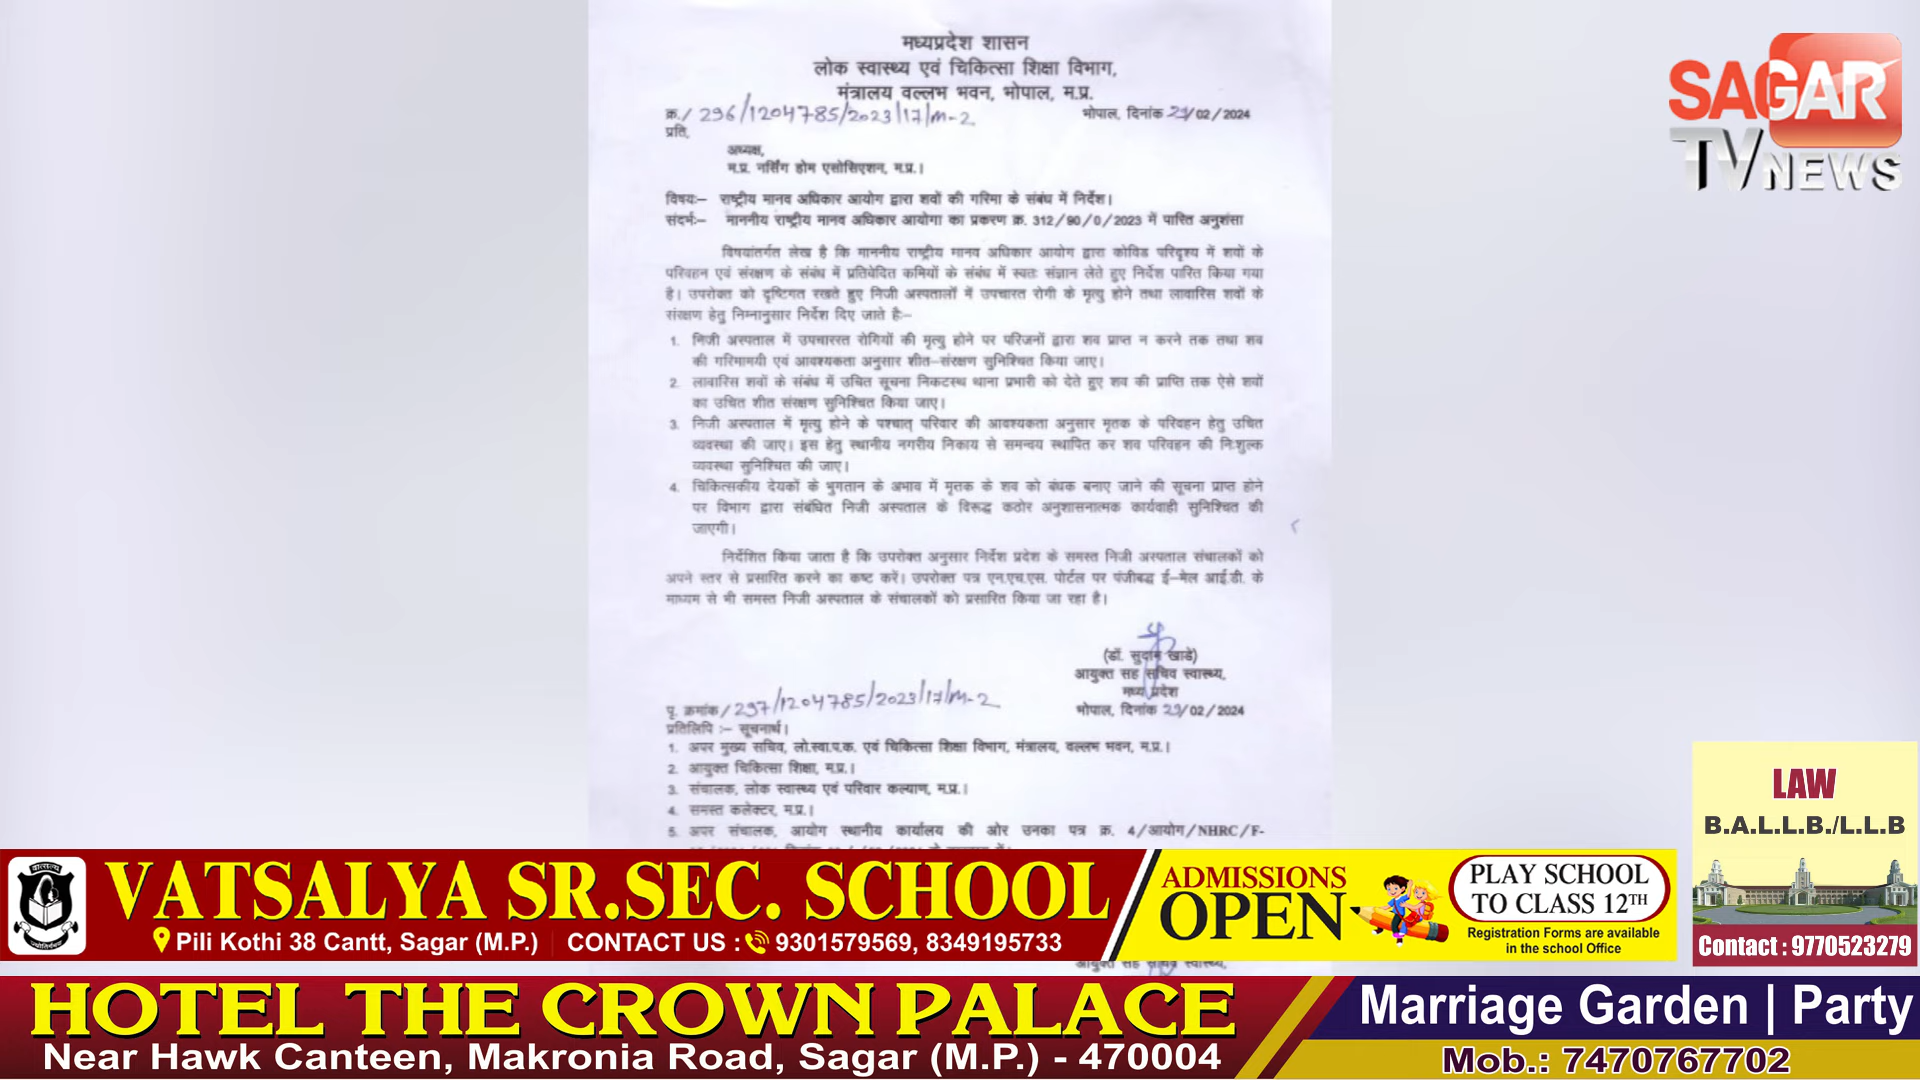 मध्यप्रदेश शासन
लोक स्वास्थ्य एवं चिकित्सा शिक्षा विभाग,
मंत्रालय वल्लभ भवन, भोपाल, म.प्र.
क्र./ 296/1204785/2023/17/M-2 भोपाल, दिनांक 29/02/2024
प्रति,
अध्यक्ष,
म.प्र. नर्सिंग होम एसोसिएशन, म.प्र.।
विषयः– राष्ट्रीय मानव अधिकार आयोग द्वारा शवों की गरिमा के संबंध में निर्देश।
संदर्भः– माननीय राष्ट्रीय मानव अधिकार आयोगा का प्रकरण क्र. 312/90/0/2023 में पारित अनुशंसा
विषयांतर्गत लेख है कि माननीय राष्ट्रीय मानव अधिकार आयोग द्वारा कोविड परिदृश्य में शवों के
परिवहन एवं संरक्षण के संबंध में प्रतिवेदित कमियों के संबंध में स्वतः संज्ञान लेते हुए निर्देश पारित किया गया
है। उपरोक्त को दृष्टिगत रखते हुए निजी अस्पतालों में उपचारत रोगी के मृत्यु होने तथा लावारिस शवों के
संरक्षण हेतु निम्नानुसार निर्देश दिए जाते हैः–
1. निजी अस्पताल में उपचाररत रोगियों की मृत्यु होने पर परिजनों द्वारा शव प्राप्त न करने तक तथा शव
की गरिमामयी एवं आवश्यकता अनुसार शीत–संरक्षण सुनिश्चित किया जाए।
2. लावारिस शवों के संबंध में उचित सूचना निकटस्थ थाना प्रभारी को देते हुए शव की प्राप्ति तक ऐसे शवों
का उचित शीत संरक्षण सुनिश्चित किया जाए।
3. निजी अस्पताल में मृत्यु होने के पश्चात् परिवार की आवश्यकता अनुसार मृतक के परिवहन हेतु उचित
व्यवस्था की जाए। इस हेतु स्थानीय नगरीय निकाय से समन्वय स्थापित कर शव परिवहन की निःशुल्क
व्यवस्था सुनिश्चित की जाए।
4. चिकित्सकीय देयकों के भुगतान के अभाव में मृतक के शव को बंधक बनाए जाने की सूचना प्राप्त होने
पर विभाग द्वारा संबंधित निजी अस्पताल के विरूद्ध कठोर अनुशासनात्मक कार्यवाही सुनिश्चित की
जाएगी।
निर्देशित किया जाता है कि उपरोक्त अनुसार निर्देश प्रदेश के समस्त निजी अस्पताल संचालकों को
अपने स्तर से प्रसारित करने का कष्ट करें। उपरोक्त पत्र एन.एच.एस. पोर्टल पर पंजीबद्ध ई–मेल आई.डी. के
माध्यम से भी समस्त निजी अस्पताल के संचालकों को प्रसारित किया जा रहा है।
(डॉ. सुदाम खाडे)
आयुक्त सह सचिव स्वास्थ्य,
मध्य प्रदेश
पृ. क्रमांक/ 297/1204785/2023/17/M-2 भोपाल, दिनांक 29/02/2024
प्रतिलिपि :– सूचनार्थ।
1. अपर मुख्य सचिव, लो.स्वा.प.क. एवं चिकित्सा शिक्षा विभाग, मंत्रालय, वल्लभ भवन, म.प्र.।
2. आयुक्त चिकित्सा शिक्षा, म.प्र.।
3. संचालक, लोक स्वास्थ्य एवं परिवार कल्याण, म.प्र.।
4. समस्त कलेक्टर, म.प्र.।
5. अपर संचालक, आयोग स्थानीय कार्यालय की ओर उनका पत्र क्र. 4/आयोग/NHRC/F-
आयुक्त सह सचिव स्वास्थ्य,
SAGAR
TV NEWS
LAW
B.A.L.L.B./L.L.B
Contact : 9770523279
VATSALYA SR.SEC. SCHOOL
Pili Kothi 38 Cantt, Sagar (M.P.) CONTACT US : 9301579569, 8349195733
ADMISSIONS
OPEN
PLAY SCHOOL
TO CLASS 12TH
Registration Forms are available
in the school Office
HOTEL THE CROWN PALACE
Near Hawk Canteen, Makronia Road, Sagar (M.P.) - 470004
Marriage Garden | Party
Mob.: 7470767702